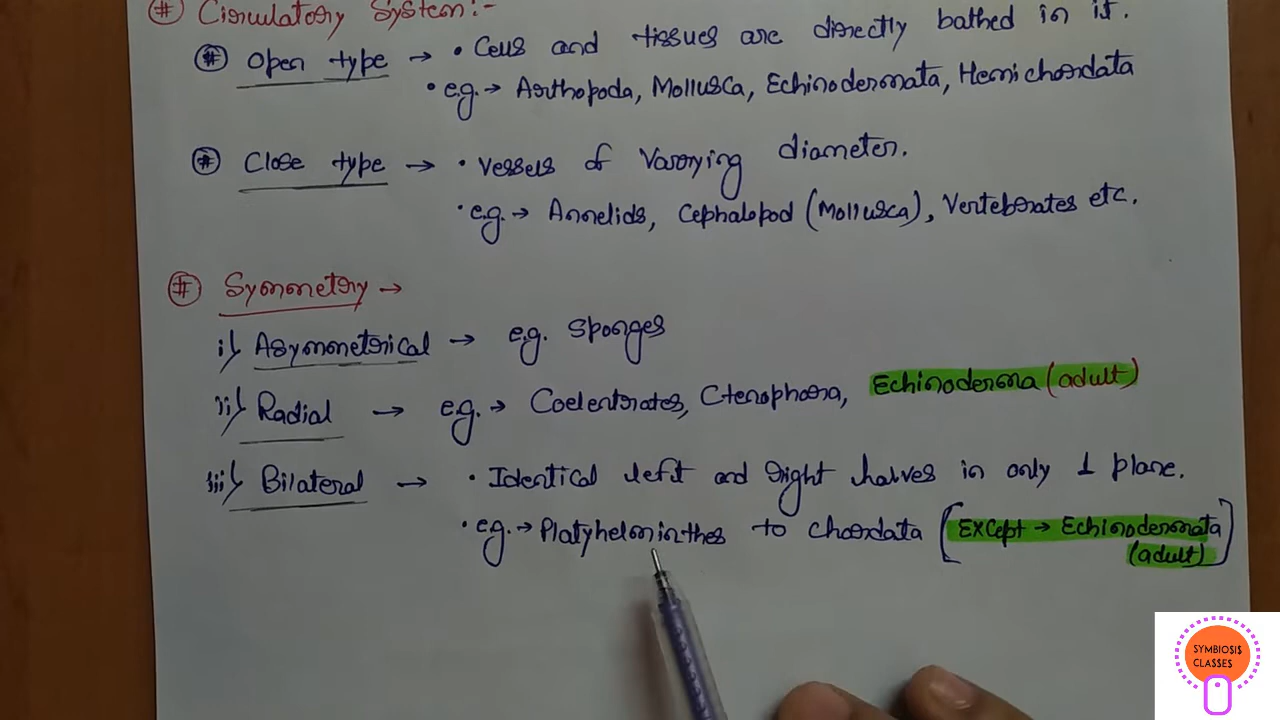 # Circulatory System:-
# Open type → • Cells and tissues are directly bathed in it.
• e.g. → Arthopoda, Mollusca, Echinodermata, Hemichordata
# Close type → • Vessels of Varying diameter.
• e.g. → Annelids, Cephalopod (Mollusca), Vertebrates etc.
# Symmetry →
i) Asymmetrical → e.g. Sponges
ii) Radial → e.g. → Coelentrates, Ctenophora, Echinoderma (adult)
iii) Bilateral → • Identical left and right halves in only 1 plane.
• e.g. → Platyhelminthes to Chordata [Except → Echinodermata (adult)]
SYMBIOSIS
CLASSES